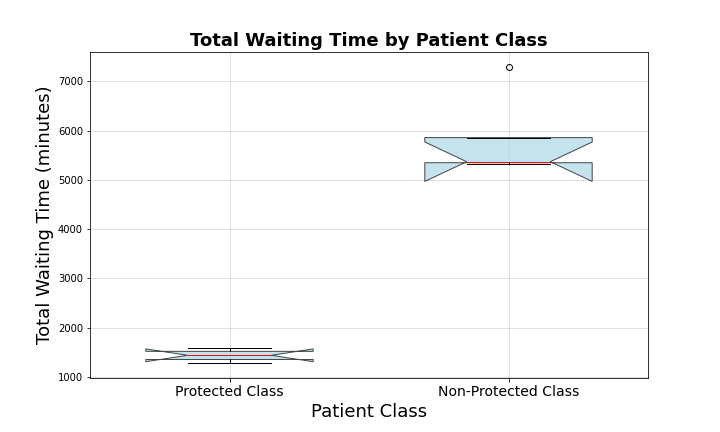 Total Waiting Time by Patient Class
Total Waiting Time (minutes)
7000
6000
5000
4000
3000
2000
1000
Protected Class
Non-Protected Class
Patient Class